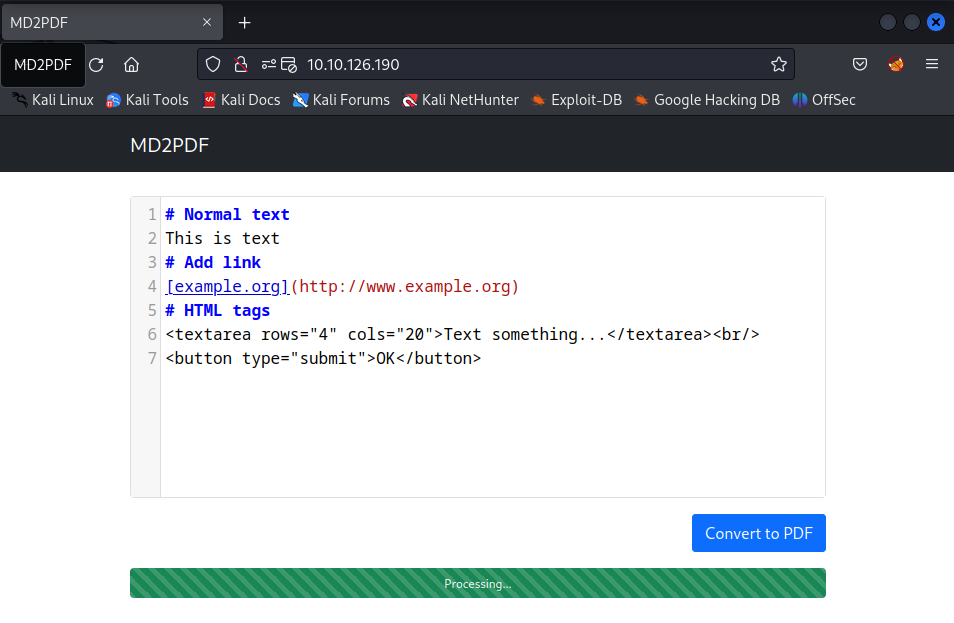 MD2PDF
MD2PDF
10.10.126.190
Kali Linux Kali Tools Kali Docs Kali Forums Kali NetHunter Exploit-DB Google Hacking DB OffSec
MD2PDF
1 # Normal text
2 This is text
3 # Add link
4 [example.org](http://www.example.org)
5 # HTML tags
6 <textarea rows="4" cols="20">Text something...</textarea><br/>
7 <button type="submit">OK</button>
Convert to PDF
Processing...